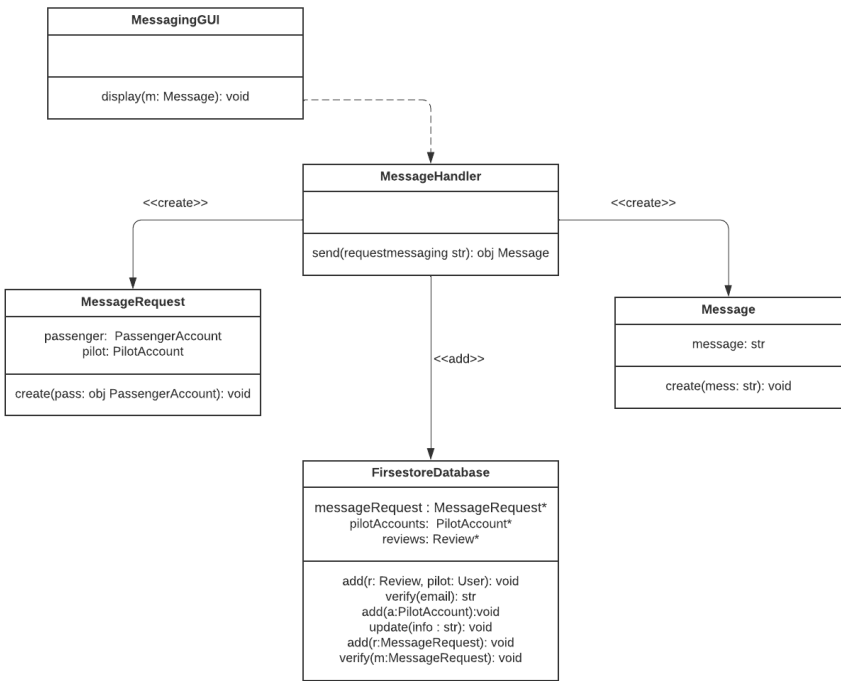 MessagingGUI
display(m: Message): void
MessageHandler
<<create>>
<<create>>
send(requestmessaging str): obj Message
MessageRequest
passenger:  PassengerAccount
pilot: PilotAccount
create(pass: obj PassengerAccount): void
Message
message: str
create(mess: str): void
<<add>>
FirsestoreDatabase
messageRequest : MessageRequest*
pilotAccounts:  PilotAccount*
reviews: Review*
add(r: Review, pilot: User): void
verify(email): str
add(a:PilotAccount):void
update(info : str): void
add(r:MessageRequest): void
verify(m:MessageRequest): void